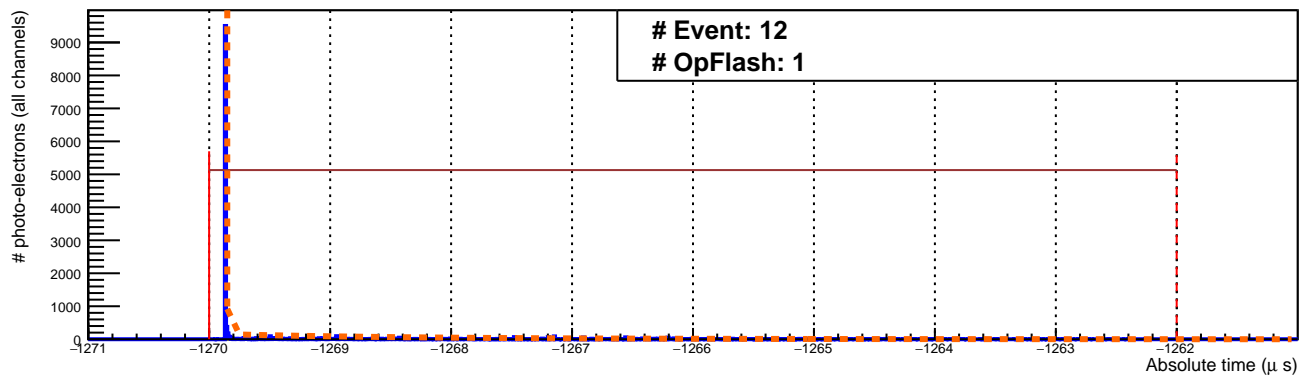 # Event: 12
# OpFlash: 1
# photo-electrons (all channels)
9000
8000
7000
6000
5000
4000
3000
2000
1000
0
−1271 −1270 −1269 −1268 −1267 −1266 −1265 −1264 −1263 −1262
Absolute time (μ s)